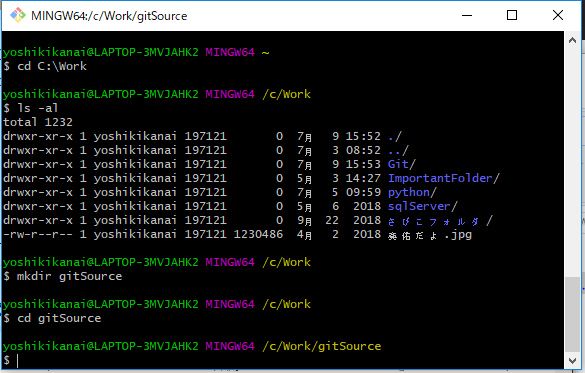 MINGW64:/c/Work/gitSource
yoshikikanai@LAPTOP-3MVJAHK2 MINGW64 ~
$ cd C:\Work
yoshikikanai@LAPTOP-3MVJAHK2 MINGW64 /c/Work
$ ls -al
total 1232
drwxr-xr-x 1 yoshikikanai 197121 0 7月 9 15:52 ./
drwxr-xr-x 1 yoshikikanai 197121 0 7月 3 08:52 ../
drwxr-xr-x 1 yoshikikanai 197121 0 7月 9 15:53 Git/
drwxr-xr-x 1 yoshikikanai 197121 0 5月 3 14:27 ImportantFolder/
drwxr-xr-x 1 yoshikikanai 197121 0 7月 5 09:59 python/
drwxr-xr-x 1 yoshikikanai 197121 0 5月 6 2018 sqlServer/
drwxr-xr-x 1 yoshikikanai 197121 0 9月 22 2018 さびこフォルダ/
-rw-r--r-- 1 yoshikikanai 197121 1230486 4月 2 2018 .jpg
yoshikikanai@LAPTOP-3MVJAHK2 MINGW64 /c/Work
$ mkdir gitSource
yoshikikanai@LAPTOP-3MVJAHK2 MINGW64 /c/Work
$ cd gitSource
yoshikikanai@LAPTOP-3MVJAHK2 MINGW64 /c/Work/gitSource
$